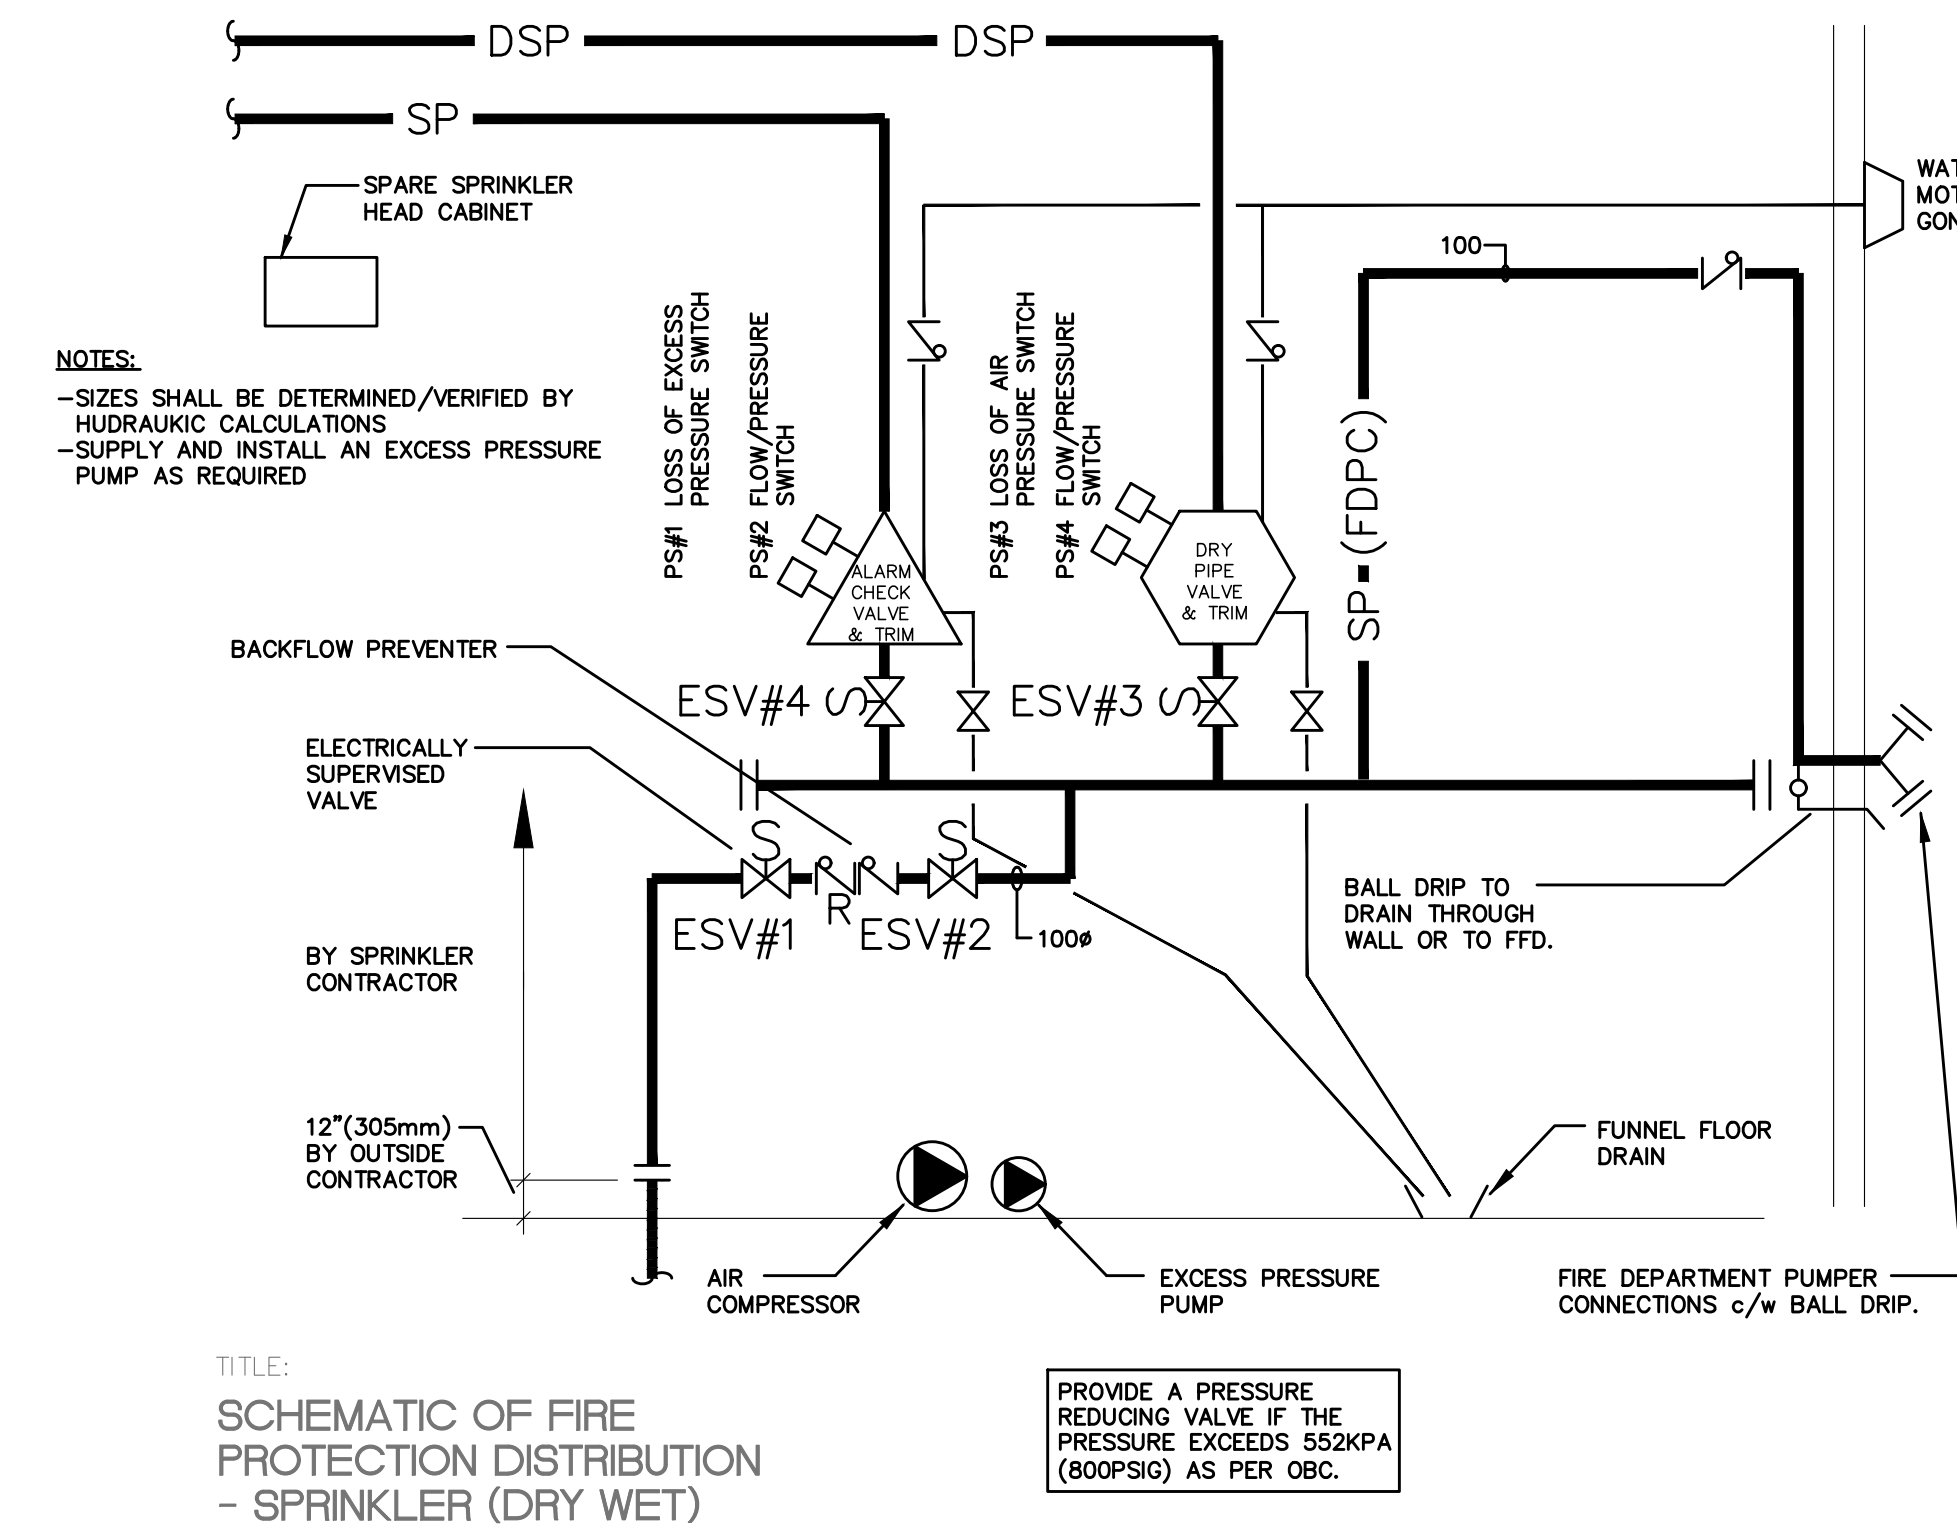 DSP DSP
SP
SPARE SPRINKLER
HEAD CABINET
WAT
MOT
GON
100
NOTES:
-SIZES SHALL BE DETERMINED/VERIFIED BY
HUDRAUKIC CALCULATIONS
-SUPPLY AND INSTALL AN EXCESS PRESSURE
PUMP AS REQUIRED
PS#1 LOSS OF EXCESS
PRESSURE SWITCH
PS#2 FLOW/PRESSURE
SWITCH
PS#3 LOSS OF AIR
PRESSURE SWITCH
PS#4 FLOW/PRESSURE
SWITCH
SP (FDPC)
ALARM
CHECK
VALVE
& TRIM
DRY
PIPE
VALVE
& TRIM
BACKFLOW PREVENTER
ESV#4 S
ESV#3 S
ELECTRICALLY
SUPERVISED
VALVE
S S
R
ESV#1 ESV#2 100ø
BALL DRIP TO
DRAIN THROUGH
WALL OR TO FFD.
BY SPRINKLER
CONTRACTOR
12"(305mm)
BY OUTSIDE
CONTRACTOR
FUNNEL FLOOR
DRAIN
AIR
COMPRESSOR
EXCESS PRESSURE
PUMP
FIRE DEPARTMENT PUMPER
CONNECTIONS c/w BALL DRIP.
TITLE:
SCHEMATIC OF FIRE
PROTECTION DISTRIBUTION
- SPRINKLER (DRY WET)
PROVIDE A PRESSURE
REDUCING VALVE IF THE
PRESSURE EXCEEDS 552KPA
(800PSIG) AS PER OBC.